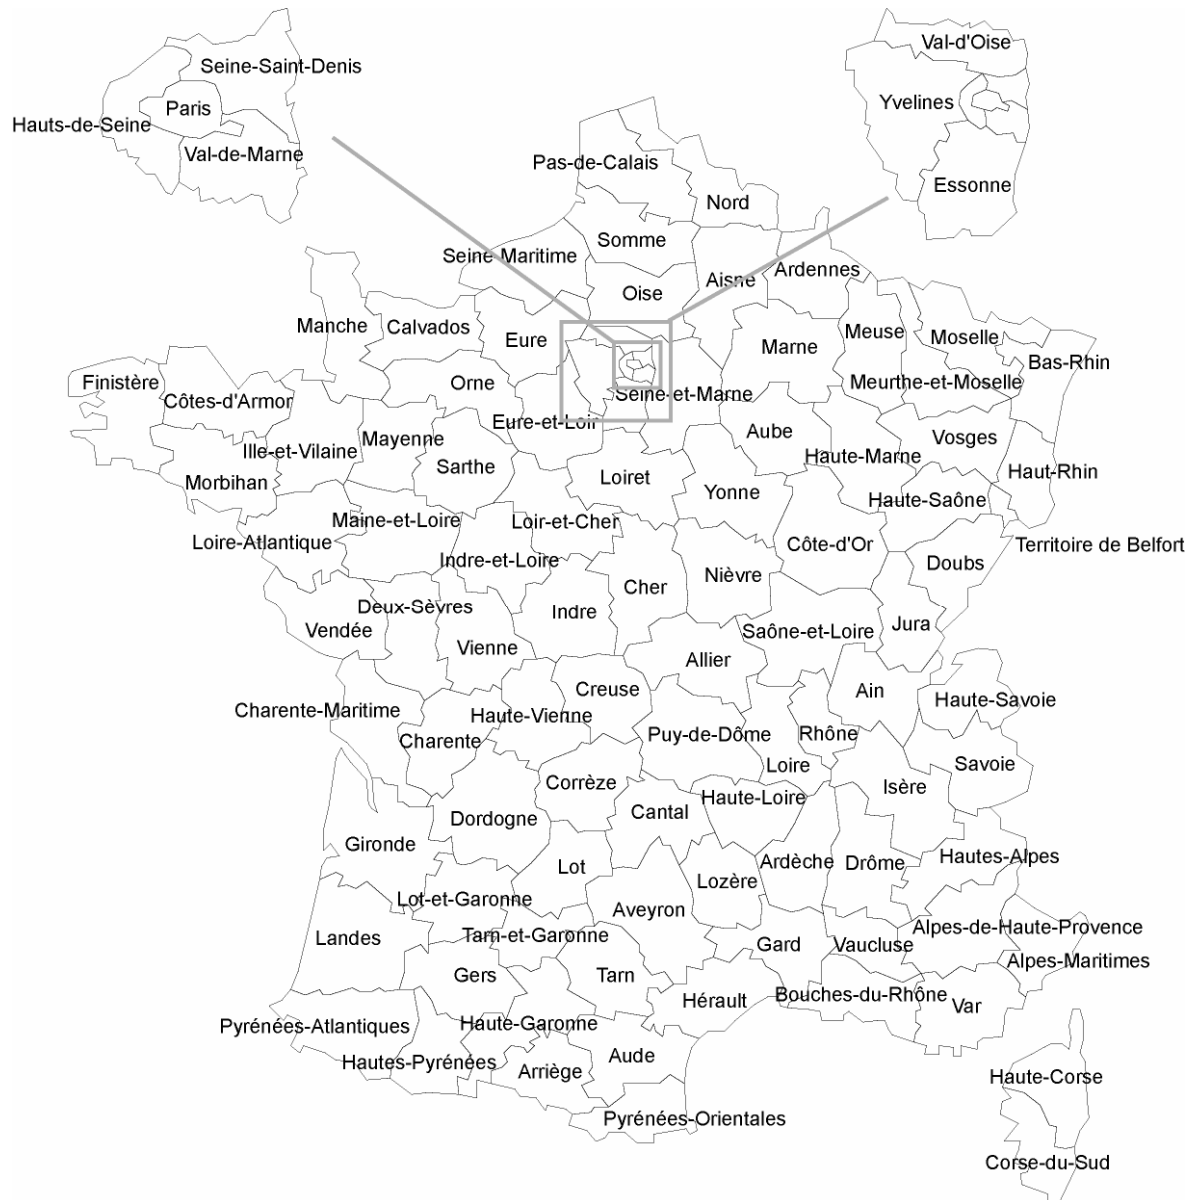 Val-d'Oise
Seine-Saint-Denis
Yvelines
Paris
Hauts-de-Seine
Val-de-Marne
Pas-de-Calais
Essonne
Nord
Somme
Seine Maritime
Ardennes
Aisne
Oise
Manche
Calvados
Meuse
Moselle
Eure
Marne
Bas-Rhin
Finistère
Orne
Meurthe-et-Moselle
Seine-et-Marne
Côtes-d'Armor
Eure-et-Loir
Aube
Mayenne
Vosges
Ille-et-Vilaine
Haute-Marne
Sarthe
Haut-Rhin
Loiret
Morbihan
Yonne
Haute-Saône
Maine-et-Loire
Loir-et-Cher
Loire-Atlantique
Côte-d'Or
Territoire de Belfort
Indre-et-Loire
Doubs
Nièvre
Cher
Deux-Sèvres
Indre
Jura
Vendée
Saône-et-Loire
Vienne
Allier
Creuse
Ain
Haute-Savoie
Charente-Maritime
Haute-Vienne
Puy-de-Dôme
Rhône
Charente
Loire
Savoie
Corrèze
Isère
Haute-Loire
Cantal
Dordogne
Gironde
Hautes-Alpes
Ardèche
Drôme
Lot
Lozère
Lot-et-Garonne
Aveyron
Alpes-de-Haute-Provence
Tarn-et-Garonne
Landes
Gard
Vaucluse
Alpes-Maritimes
Gers
Tarn
Bouches-du-Rhône
Hérault
Var
Haute-Garonne
Pyrénées-Atlantiques
Aude
Hautes-Pyrénées
Arriège
Haute-Corse
Pyrénées-Orientales
Corse-du-Sud